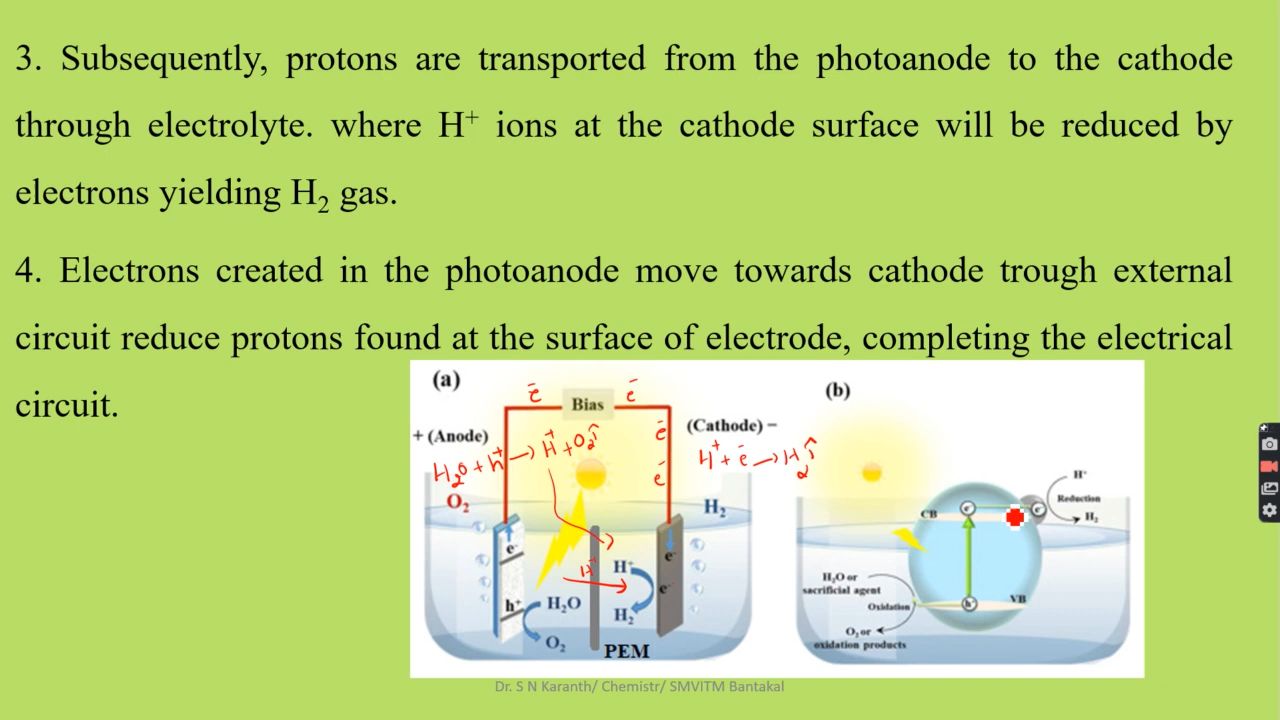 3. Subsequently, protons are transported from the photoanode to the cathode
through electrolyte. where H⁺ ions at the cathode surface will be reduced by
electrons yielding H₂ gas.
4. Electrons created in the photoanode move towards cathode trough external
circuit reduce protons found at the surface of electrode, completing the electrical
circuit.
(a)
e⁻
Bias
e⁻
+ (Anode)
(Cathode) −
e⁻
H₂O + h⁺ → H⁺ + O₂↑
H⁺ + e⁻ → H₂↑
e⁻
O₂
H₂
e⁻
e⁻
H⁺
H⁺
e⁻
h⁺
H₂O
H₂
O₂
PEM
(b)
H⁺
Reduction
H₂
CB
e⁻
e⁻
H₂O or
sacrificial agent
Oxidation
h⁺
VB
O₂ or
oxidation products
Dr. S N Karanth/ Chemistr/ SMVITM Bantakal